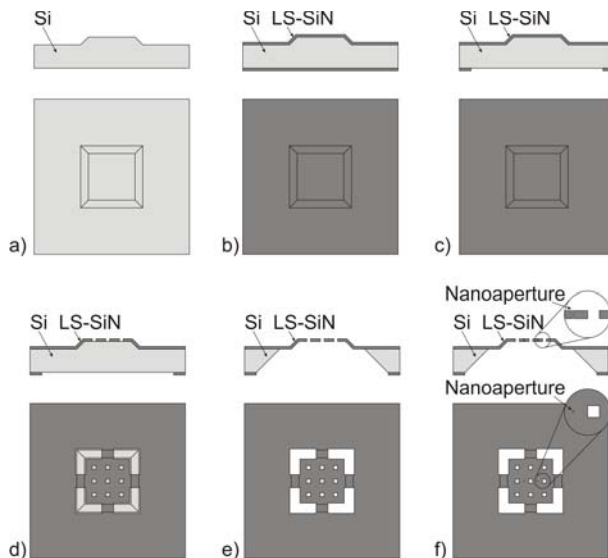 Si
a)
Si LS-SiN
b)
Si LS-SiN
c)
Si LS-SiN
d)
Si LS-SiN
e)
Nanoaperture
Si LS-SiN
Nanoaperture
f)